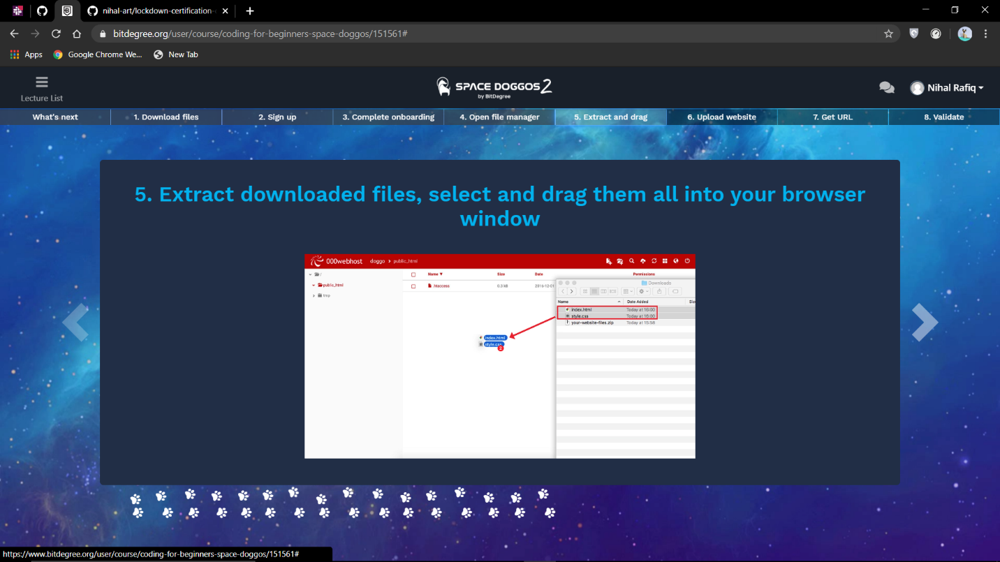 nihal-art/lockdown-certification-
bitdegree.org/user/course/coding-for-beginners-space-doggos/151561#
Apps Google Chrome We... New Tab
Lecture List
SPACE DOGGOS 2
by BitDegree
Nihal Rafiq
What's next 1. Download files 2. Sign up 3. Complete onboarding 4. Open file manager 5. Extract and drag 6. Upload website 7. Get URL 8. Validate
5. Extract downloaded files, select and drag them all into your browser
window
000webhost doggo > public_html
/
Name Size Date Permissions
public_html
.htaccess 0.3 kB 2016-12-01
tmp
Downloads
Name Date Added Siz
index.html Today at 16:00
style.css Today at 16:00
your-website-files.zip Today at 15:58
index.html
style.css
2
https://www.bitdegree.org/user/course/coding-for-beginners-space-doggos/151561#